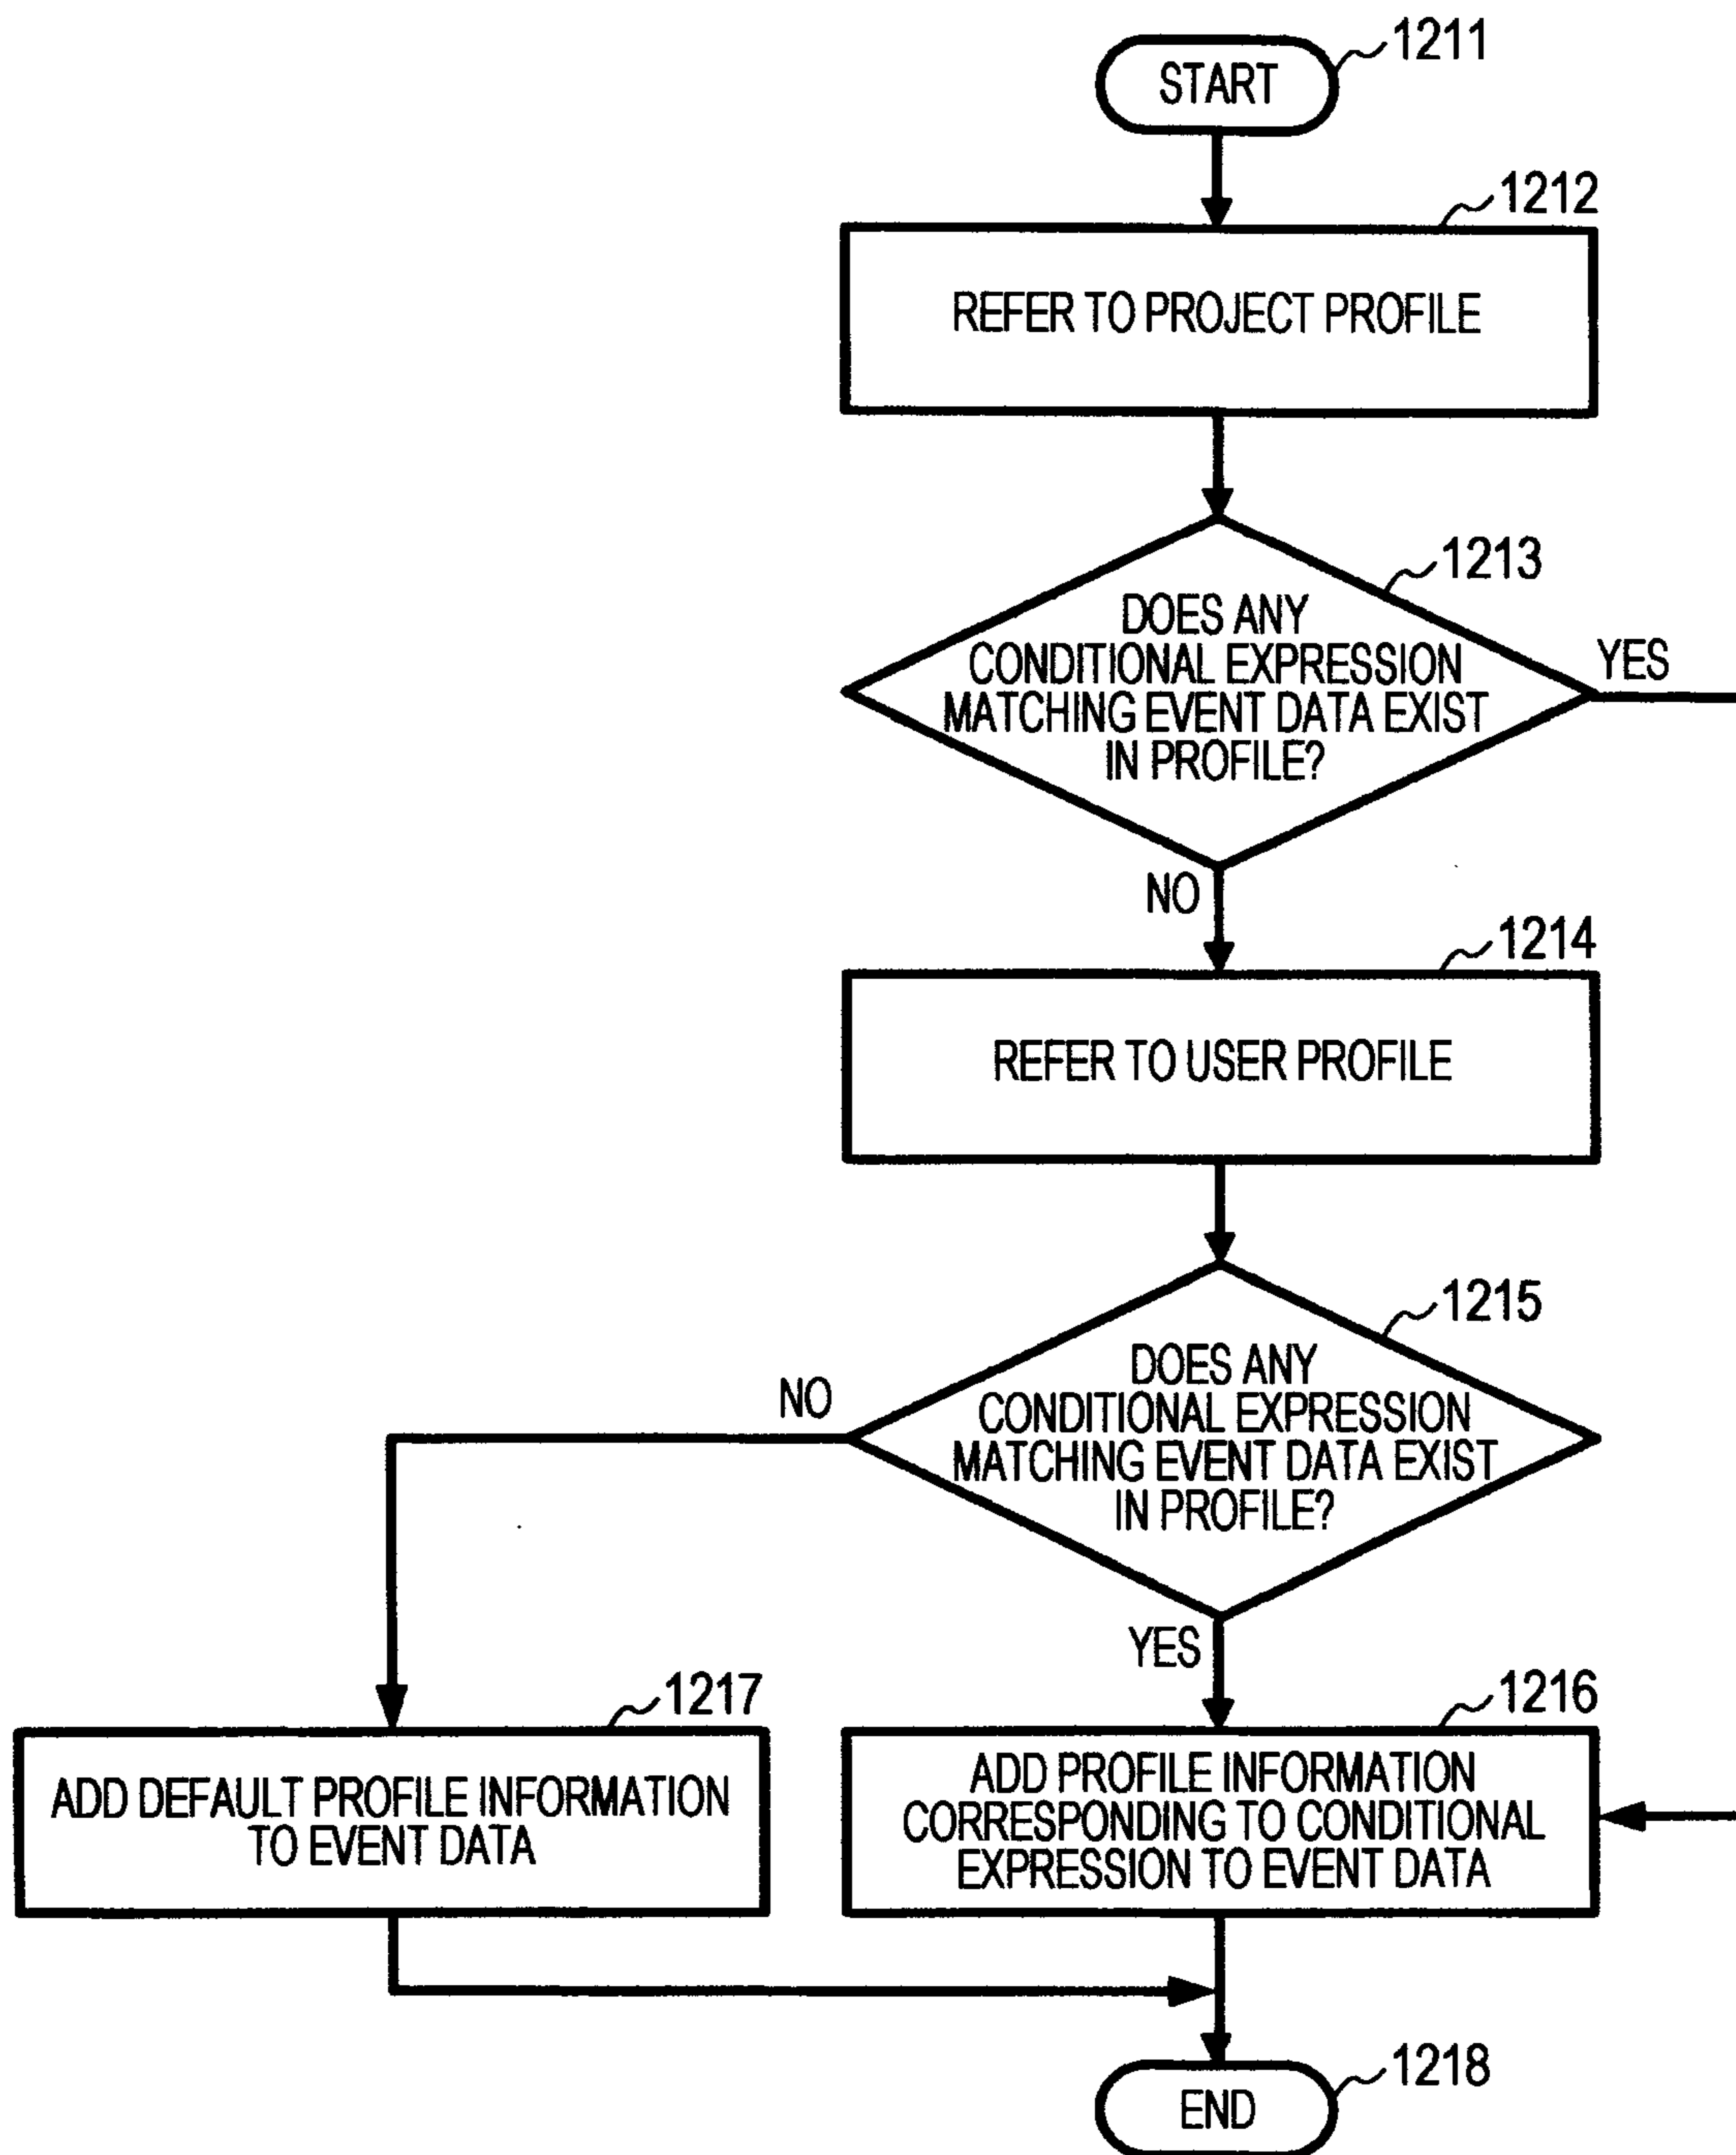 1211
START
1212
REFER TO PROJECT PROFILE
1213
DOES ANY
CONDITIONAL EXPRESSION
MATCHING EVENT DATA EXIST
IN PROFILE?
YES
NO
1214
REFER TO USER PROFILE
1215
DOES ANY
CONDITIONAL EXPRESSION
MATCHING EVENT DATA EXIST
IN PROFILE?
NO
YES
1217
ADD DEFAULT PROFILE INFORMATION
TO EVENT DATA
1216
ADD PROFILE INFORMATION
CORRESPONDING TO CONDITIONAL
EXPRESSION TO EVENT DATA
1218
END